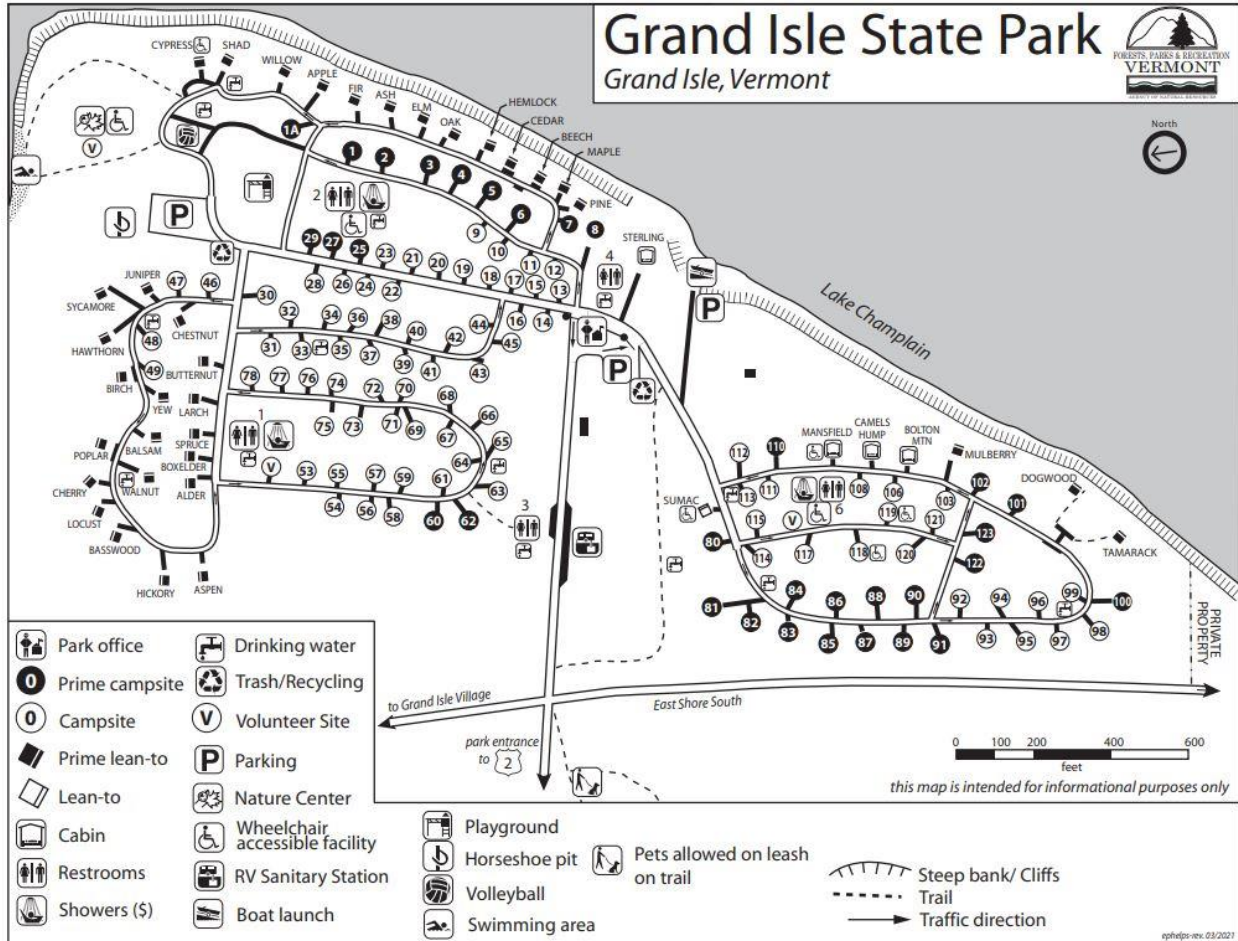 Grand Isle State Park
Grand Isle, Vermont
FORESTS, PARKS & RECREATION
VERMONT
AGENCY OF NATURAL RESOURCES
North
CYPRESS
SHAD
WILLOW
APPLE
FIR
ASH
ELM
OAK
HEMLOCK
CEDAR
BEECH
MAPLE
PINE
1A
1
2
3
4
5
6
7
8
V
P
2
9
10
11
12
13
STERLING
4
29
27
25
23
21
20
19
18
17
15
28
26
24
22
16
14
P
Lake Champlain
JUNIPER
47
46
SYCAMORE
CHESTNUT
HAWTHORN
48
49
BIRCH
YEW
BUTTERNUT
LARCH
SPRUCE
BOXELDER
ALDER
POPLAR
BALSAM
CHERRY
WALNUT
LOCUST
BASSWOOD
HICKORY
ASPEN
30
32
34
36
38
40
42
44
45
31
33
35
37
39
41
43
P
78
77
76
74
72
70
68
66
75
73
71
69
67
65
64
63
1
V
53
55
57
59
61
54
56
58
60
62
3
112
110
MANSFIELD
CAMELS
HUMP
BOLTON
MTN
MULBERRY
DOGWOOD
TAMARACK
SUMAC
113
111
108
106
103
102
101
6
119
121
123
115
V
80
114
117
118
120
122
81
82
84
83
86
85
88
87
90
89
91
92
94
96
99
100
93
95
97
98
PRIVATE
PROPERTY
to Grand Isle Village
East Shore South
park entrance
to 2
0 100 200 400 600
feet
this map is intended for informational purposes only
Park office
0 Prime campsite
0 Campsite
Prime lean-to
Lean-to
Cabin
Restrooms
Showers ($)
Drinking water
Trash/Recycling
V Volunteer Site
P Parking
Nature Center
Wheelchair
accessible facility
RV Sanitary Station
Boat launch
Playground
Horseshoe pit
Volleyball
Swimming area
Pets allowed on leash
on trail
Steep bank/ Cliffs
Trail
Traffic direction
ephelps-rev. 03/2021